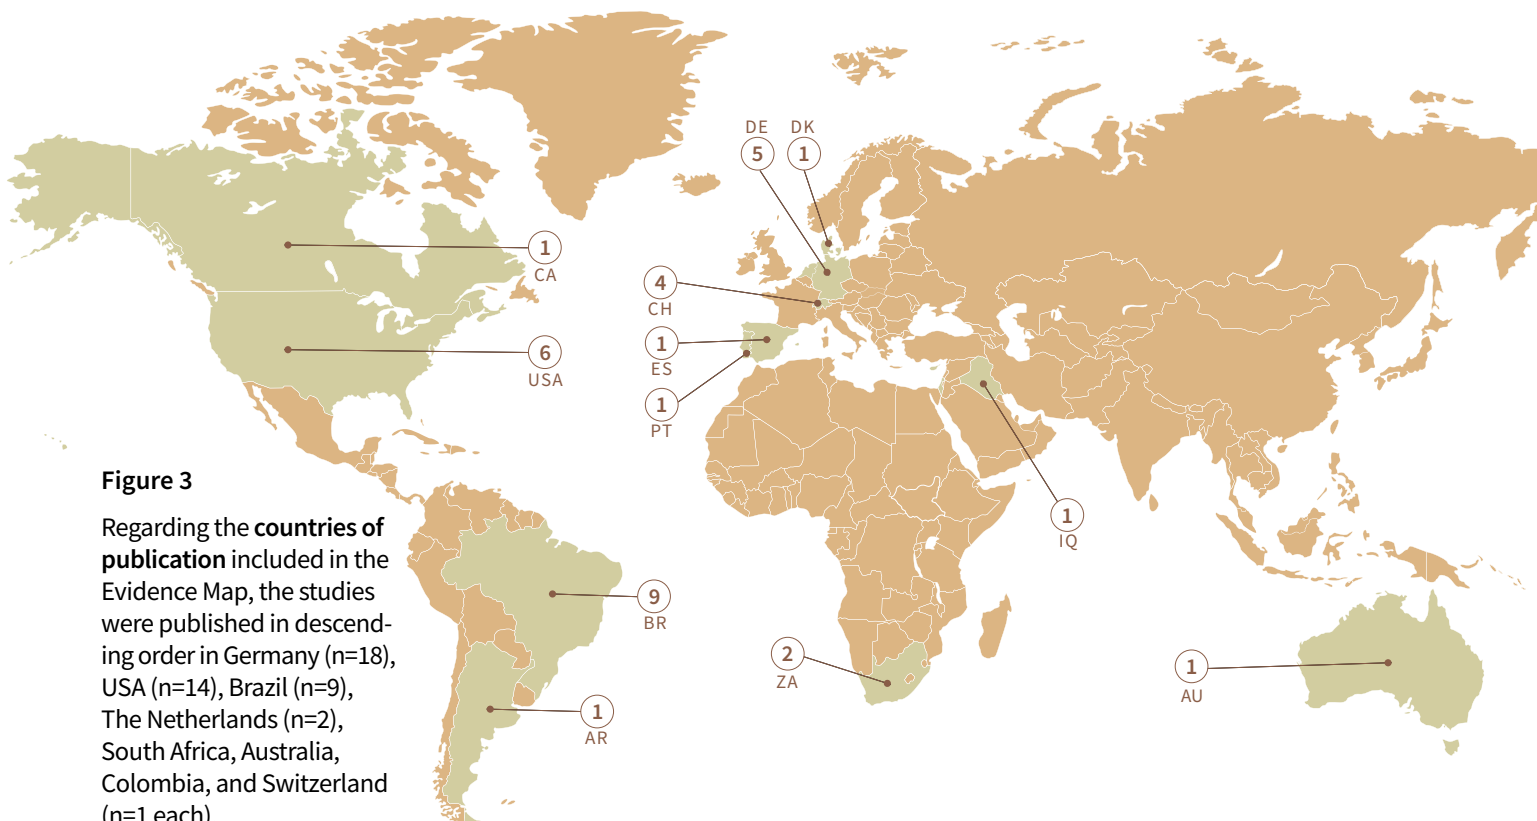 DE
DK
5
1
1
CA
4
CH
1
ES
6
USA
1
PT
1
IQ
Figure 3
Regarding the countries of
publication included in the
Evidence Map, the studies
were published in descend-
ing order in Germany (n=18),
USA (n=14), Brazil (n=9),
The Netherlands (n=2),
South Africa, Australia,
Colombia, and Switzerland
(n=1 each)
9
BR
2
ZA
1
AU
1
AR